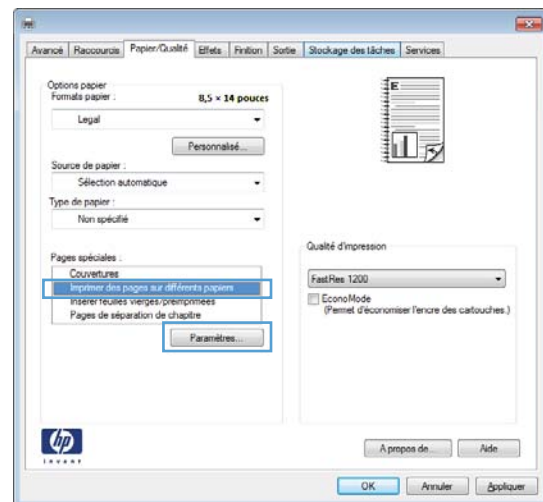 Avancé Raccourcis Papier/Qualité Effets Finition Sortie Stockage des tâches Services
Options papier
Formats papier :
8,5 × 14 pouces
Legal
Personnalisé...
Source de papier :
Sélection automatique
Type de papier :
Non spécifié
Pages spéciales :
Couvertures
Imprimer des pages sur différents papiers
Insérer feuilles vierges/préimprimées
Pages de séparation de chapitre
Paramètres...
E
Qualité d'impression
FastRes 1200
EconoMode
(Permet d'économiser l'encre des cartouches.)
hp
invent
A propos de... Aide
OK Annuler Appliquer